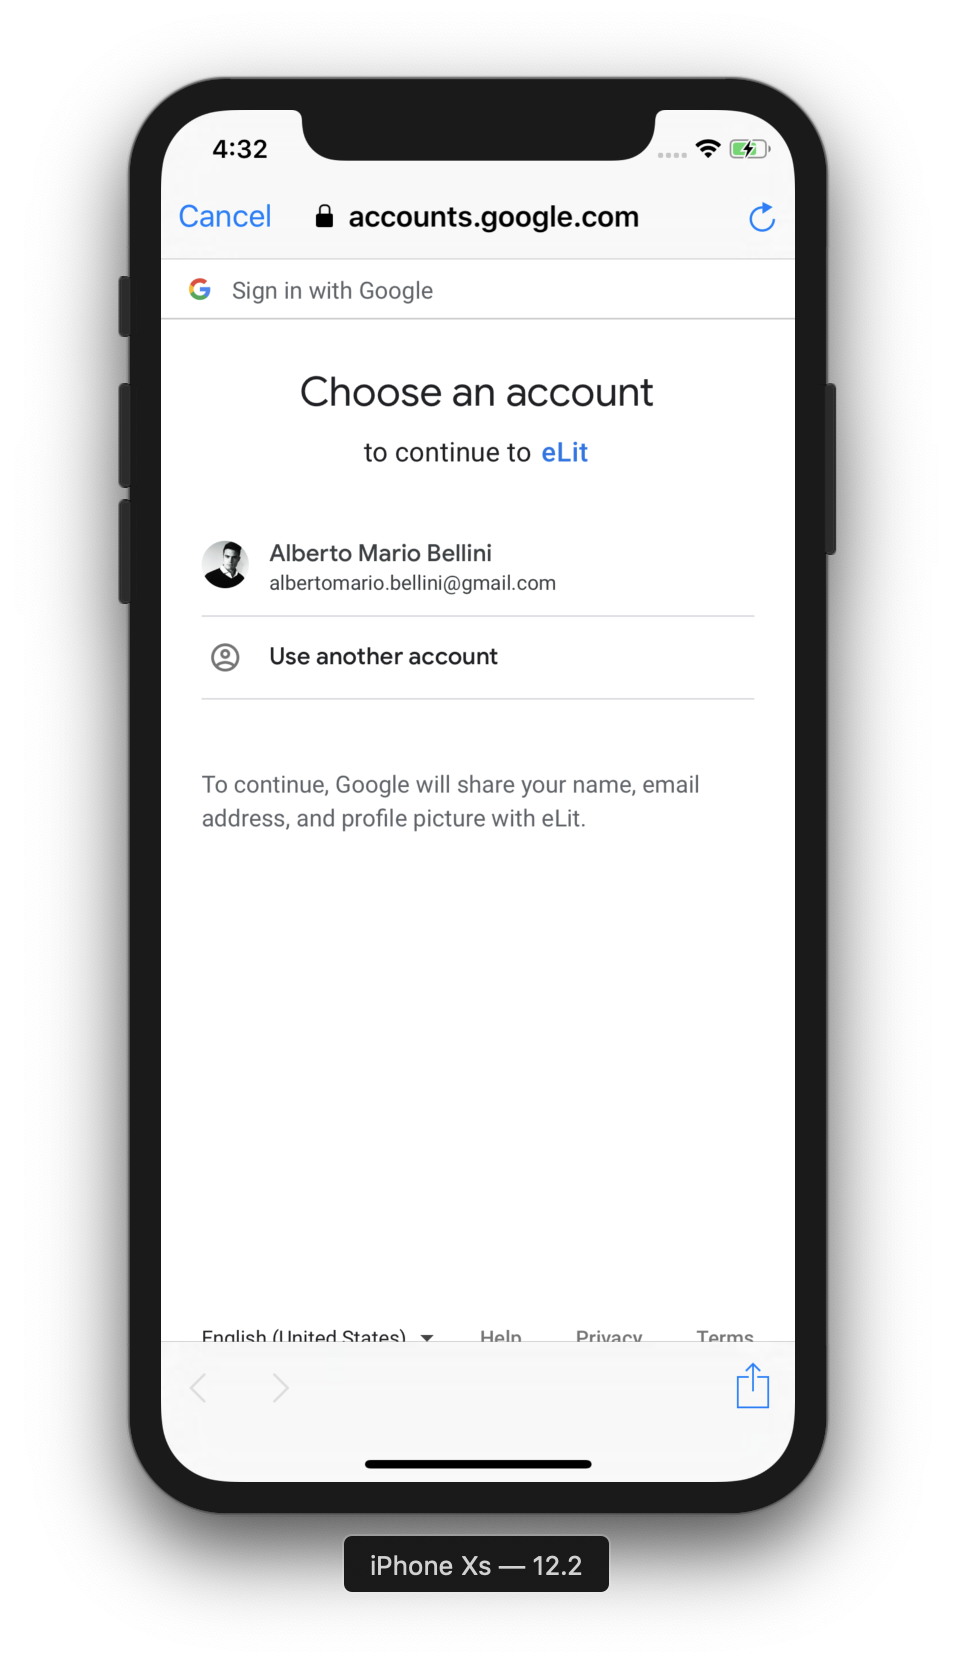 4:32
Cancel accounts.google.com
Sign in with Google
Choose an account
to continue to eLit
Alberto Mario Bellini
albertomario.bellini@gmail.com
Use another account
To continue, Google will share your name, email
address, and profile picture with eLit.
English (United States) Help Privacy Terms
iPhone Xs — 12.2